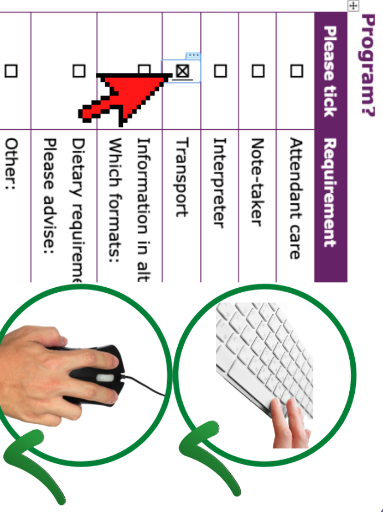 Program?
Please tick Requirement
☐ Attendant care
☐ Note-taker
☐ Interpreter
☒ Transport
☐ Information in alt
Which formats:
☐ Dietary requireme
Please advise:
☐ Other: